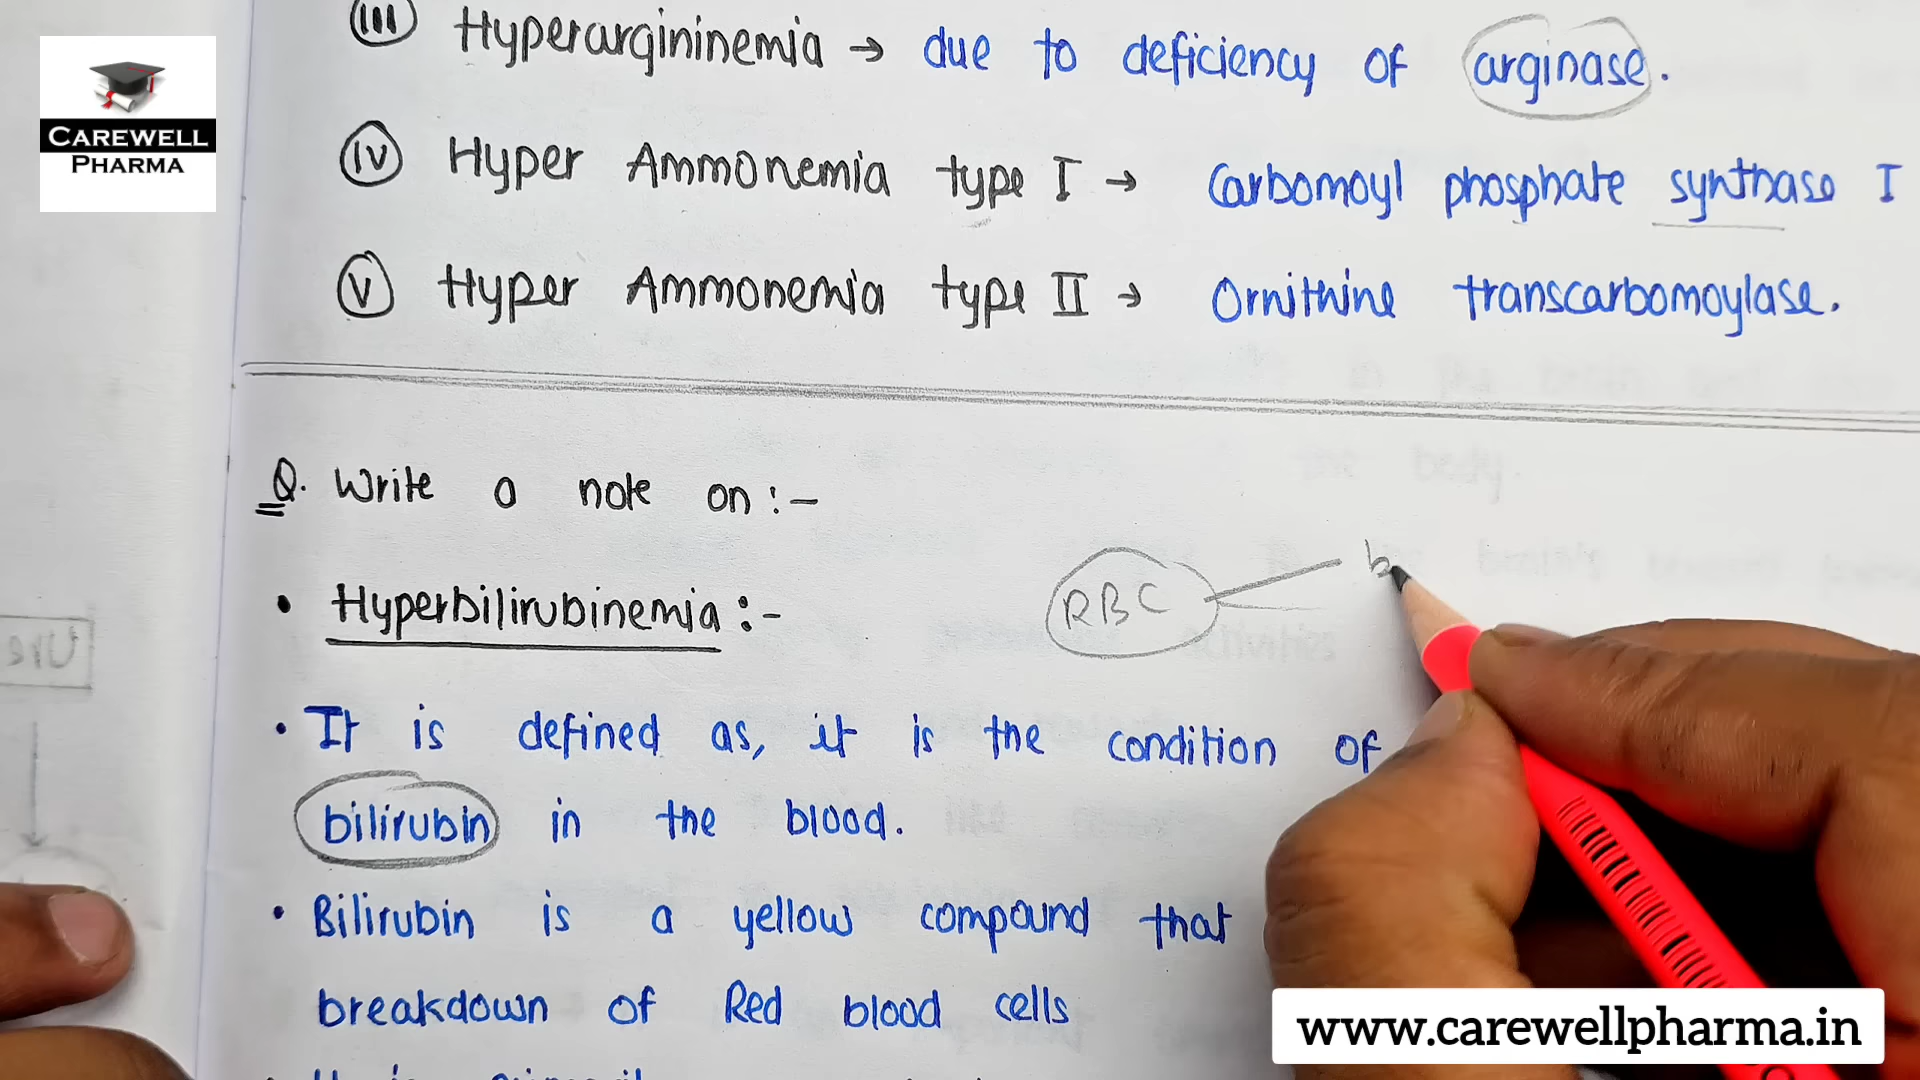 CAREWELL
PHARMA
(iii) Hyperargininemia → due to deficiency of arginase.
(iv) Hyper Ammonemia type I → Carbomoyl phosphate synthase I
(v) Hyper Ammonemia type II → Ornithine transcarbomoylase.
Q. Write a note on :-
RBC b
• Hyperbilirubinemia :-
• It is defined as, it is the condition of
bilirubin in the blood.
• Bilirubin is a yellow compound that
breakdown of Red blood cells
www.carewellpharma.in